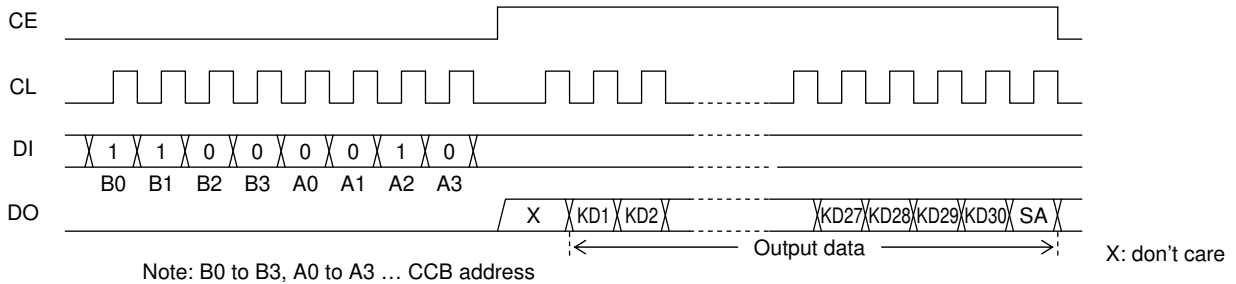 CE
CL
DI 1 1 0 0 0 0 1 0
B0 B1 B2 B3 A0 A1 A2 A3
DO X KD1 KD2 KD27 KD28 KD29 KD30 SA
Output data
X: don't care
Note: B0 to B3, A0 to A3 … CCB address